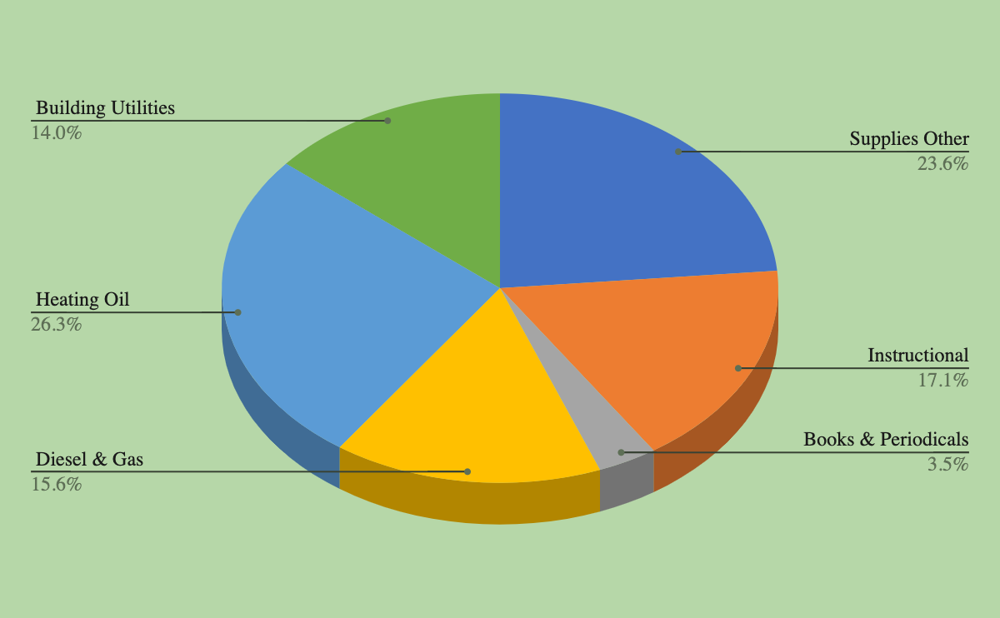 Building Utilities
14.0%
Supplies Other
23.6%
Heating Oil
26.3%
Instructional
17.1%
Books & Periodicals
3.5%
Diesel & Gas
15.6%